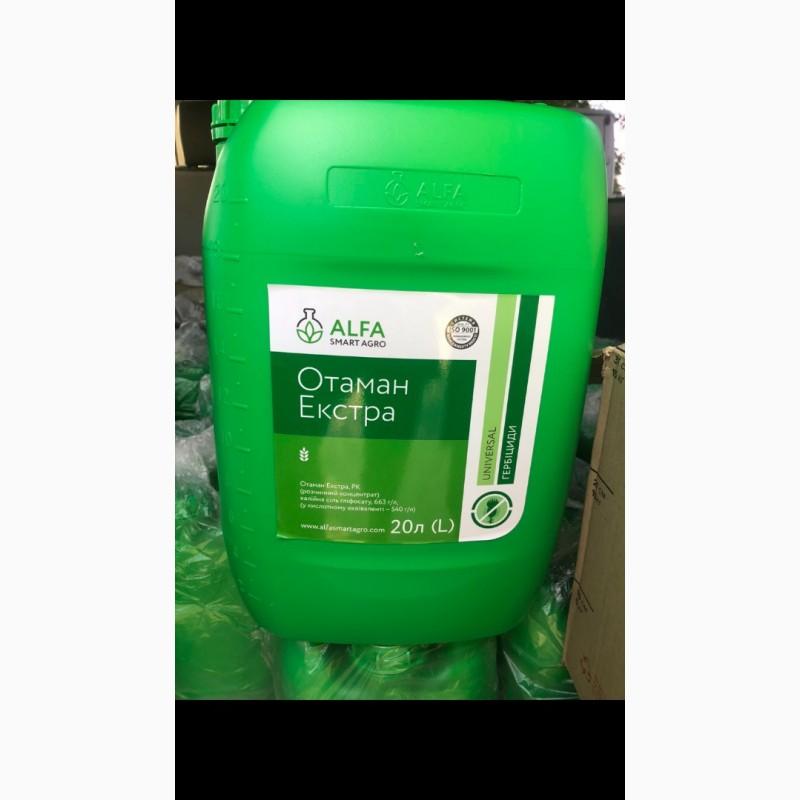 ALFA
ALFA
SMART AGRO
ISO 9001
Отаман
Екстра
UNIVERSAL
ГЕРБІЦИДИ
Отаман Екстра, РК
(розчинний концентрат)
калійна сіль гліфосату, 663 г/л,
(у кислотному еквіваленті – 540 г/л)
www.alfasmartagro.com
20л (L)